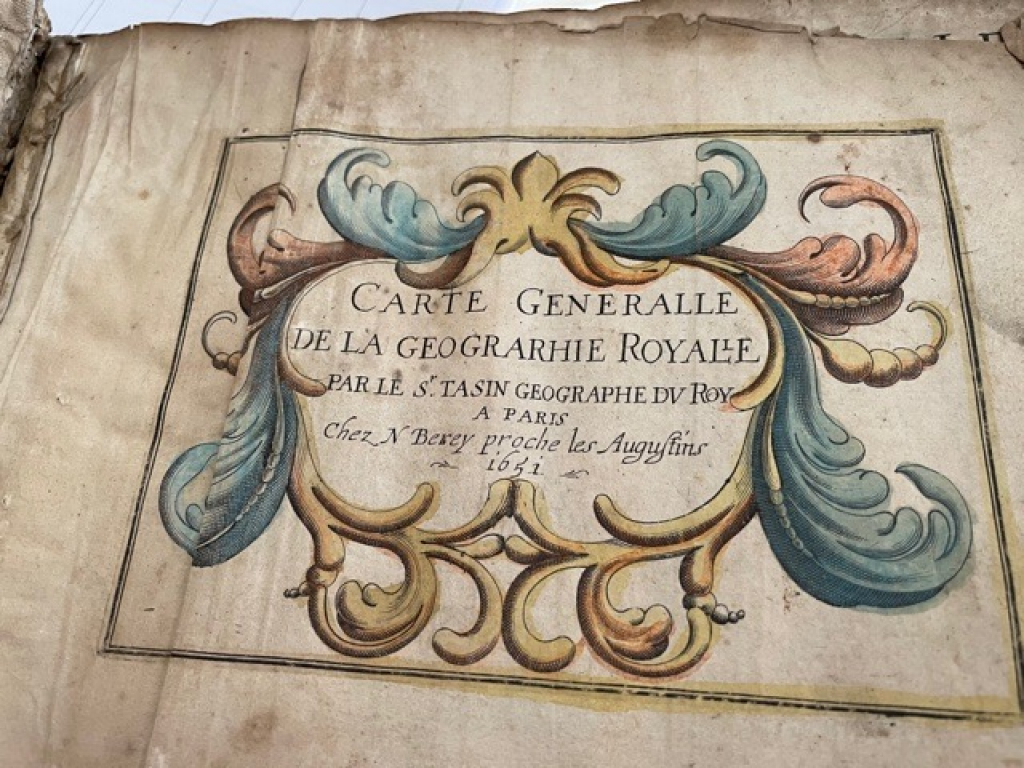 CARTE GENERALLE
DE LA GEOGRARHIE ROYALLE
PAR LE Sr. TASIN GEOGRAPHE DV ROY
A PARIS
Chez N Berey proche les Augustins
1651